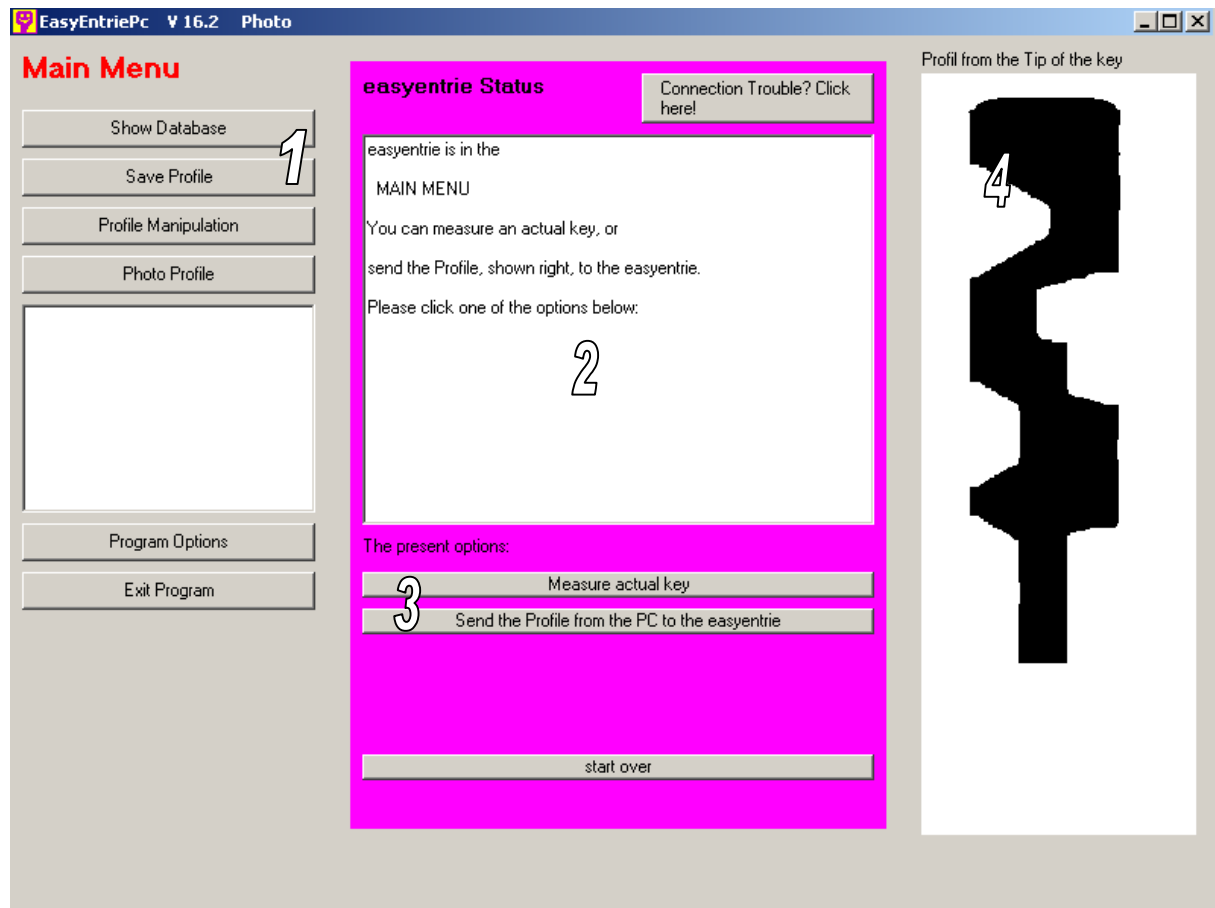 EasyEntriePc V 16.2 Photo
Main Menu
Show Database
Save Profile
1
Profile Manipulation
Photo Profile
Program Options
Exit Program
easyentrie Status
Connection Trouble? Click
here!
easyentrie is in the
MAIN MENU
You can measure an actual key, or
send the Profile, shown right, to the easyentrie.
Please click one of the options below:
2
The present options:
Measure actual key
3
Send the Profile from the PC to the easyentrie
start over
Profil from the Tip of the key
4